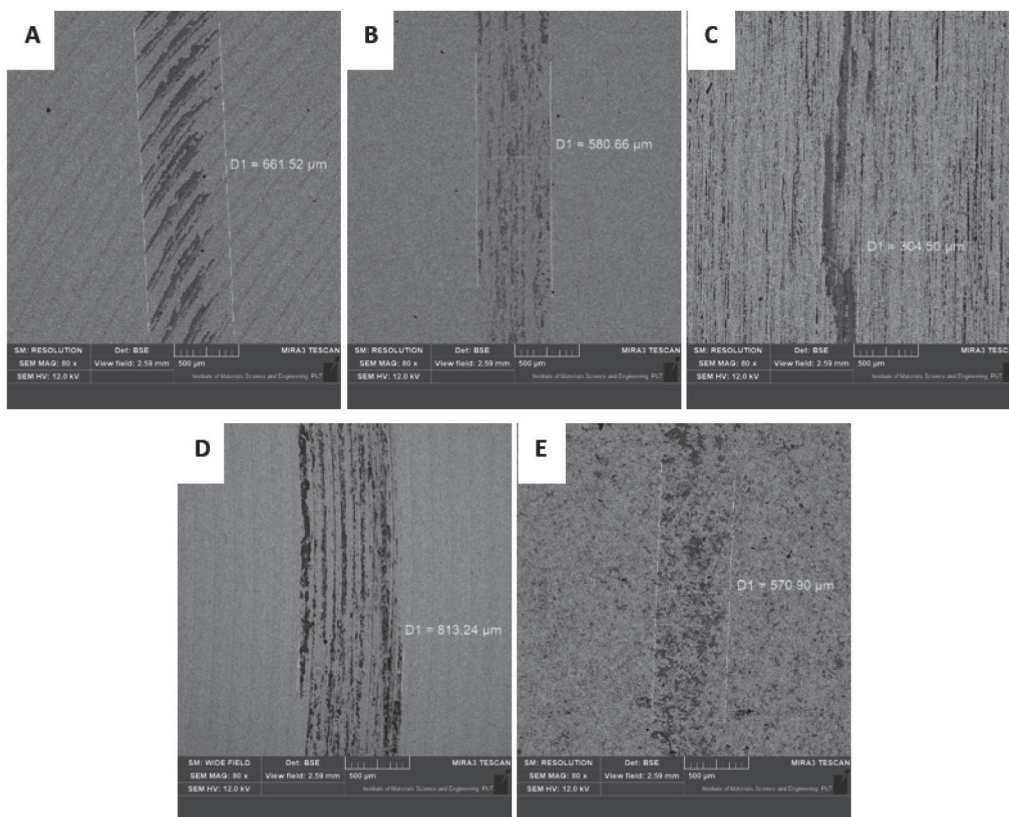 A
D1 = 661.52 µm
SM: RESOLUTION Det: BSE MIRA3 TESCAN
SEM MAG: 80 x View field: 2.59 mm 500 µm
SEM HV: 12.0 kV Institute of Materials Science and Engineering PUT
B
D1 = 580.66 µm
SM: RESOLUTION Det: BSE MIRA3 TESCAN
SEM MAG: 80 x View field: 2.59 mm 500 µm
SEM HV: 12.0 kV Institute of Materials Science and Engineering PUT
C
D1 = 304.50 µm
SM: RESOLUTION Det: BSE MIRA3 TESCAN
SEM MAG: 80 x View field: 2.59 mm 500 µm
SEM HV: 12.0 kV Institute of Materials Science and Engineering PUT
D
D1 = 813.24 µm
SM: WIDE FIELD Det: BSE MIRA3 TESCAN
SEM MAG: 80 x View field: 2.59 mm 500 µm
SEM HV: 12.0 kV Institute of Materials Science and Engineering PUT
E
D1 = 570.90 µm
SM: RESOLUTION Det: BSE MIRA3 TESCAN
SEM MAG: 80 x View field: 2.59 mm 500 µm
SEM HV: 12.0 kV Institute of Materials Science and Engineering PUT